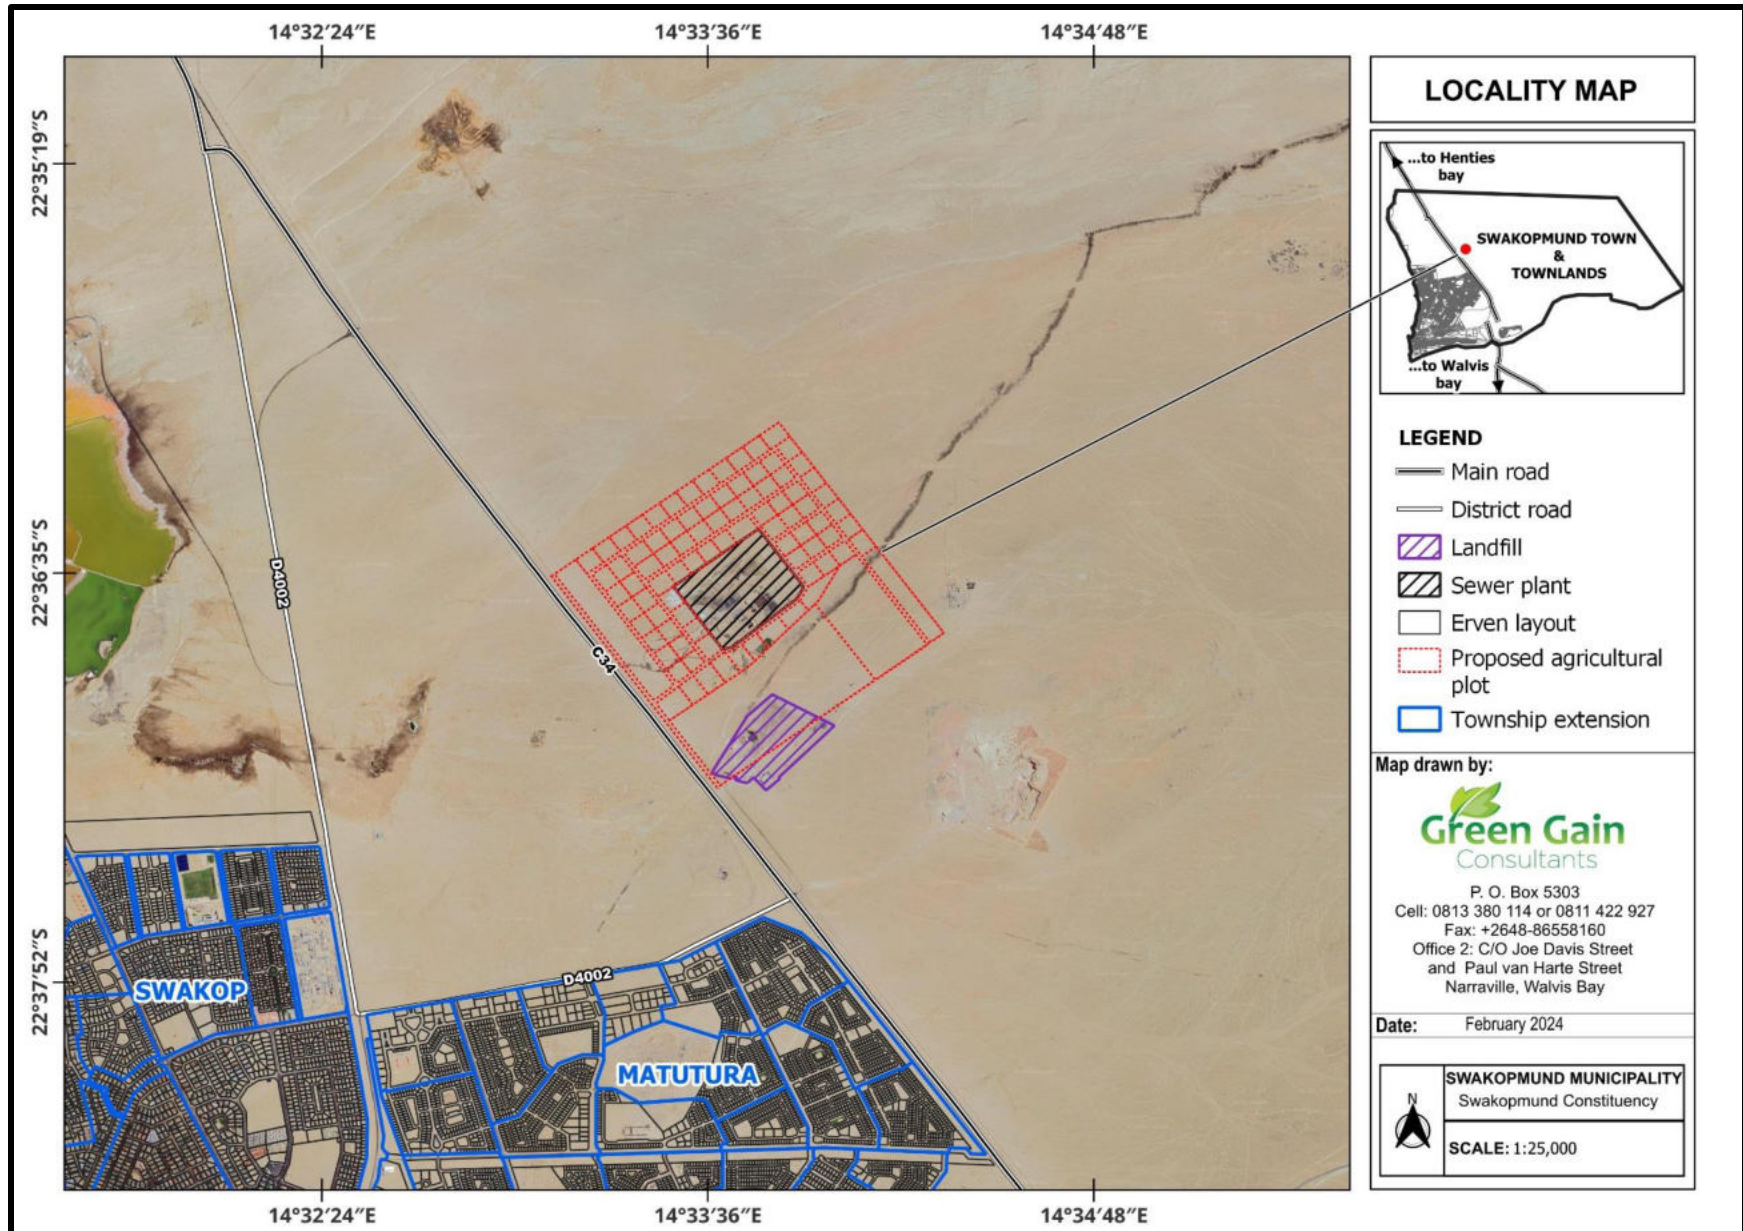 14°32′24″E
14°33′36″E
14°34′48″E
22°35′19″S
22°36′35″S
22°37′52″S
D4002
C34
D4002
SWAKOP
MATUTURA
14°32′24″E
14°33′36″E
14°34′48″E
LOCALITY MAP
...to Henties
bay
SWAKOPMUND TOWN
&
TOWNLANDS
...to Walvis
bay
LEGEND
Main road
District road
Landfill
Sewer plant
Erven layout
Proposed agricultural
plot
Township extension
Map drawn by:
Green Gain
Consultants
P. O. Box 5303
Cell: 0813 380 114 or 0811 422 927
Fax: +2648-86558160
Office 2: C/O Joe Davis Street
and Paul van Harte Street
Narraville, Walvis Bay
Date: February 2024
N
SWAKOPMUND MUNICIPALITY
Swakopmund Constituency
SCALE: 1:25,000